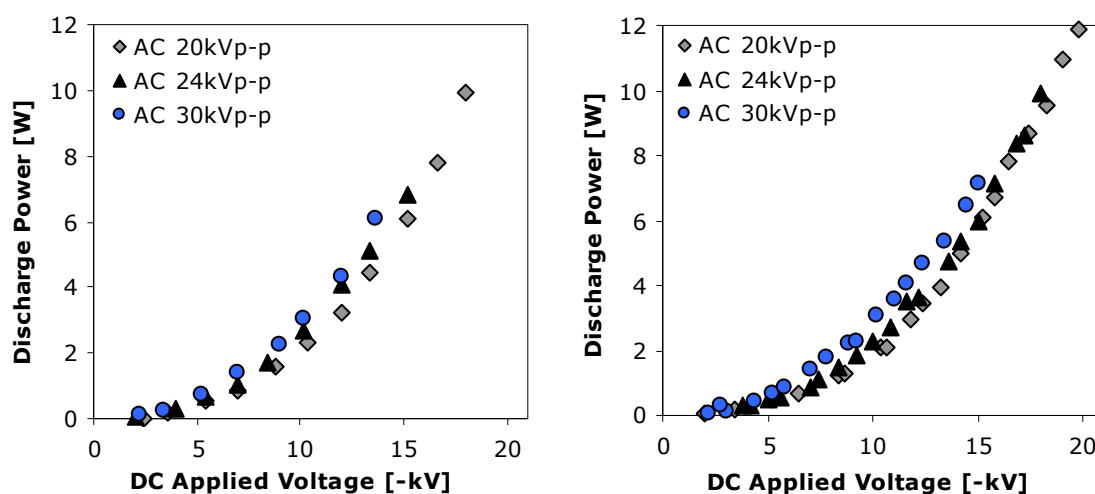 12
10
8
6
4
2
0
Discharge Power [W]
AC 20kVp-p
AC 24kVp-p
AC 30kVp-p
0 5 10 15 20
DC Applied Voltage [-kV]
12
10
8
6
4
2
0
Discharge Power [W]
AC 20kVp-p
AC 24kVp-p
AC 30kVp-p
0 5 10 15 20
DC Applied Voltage [-kV]